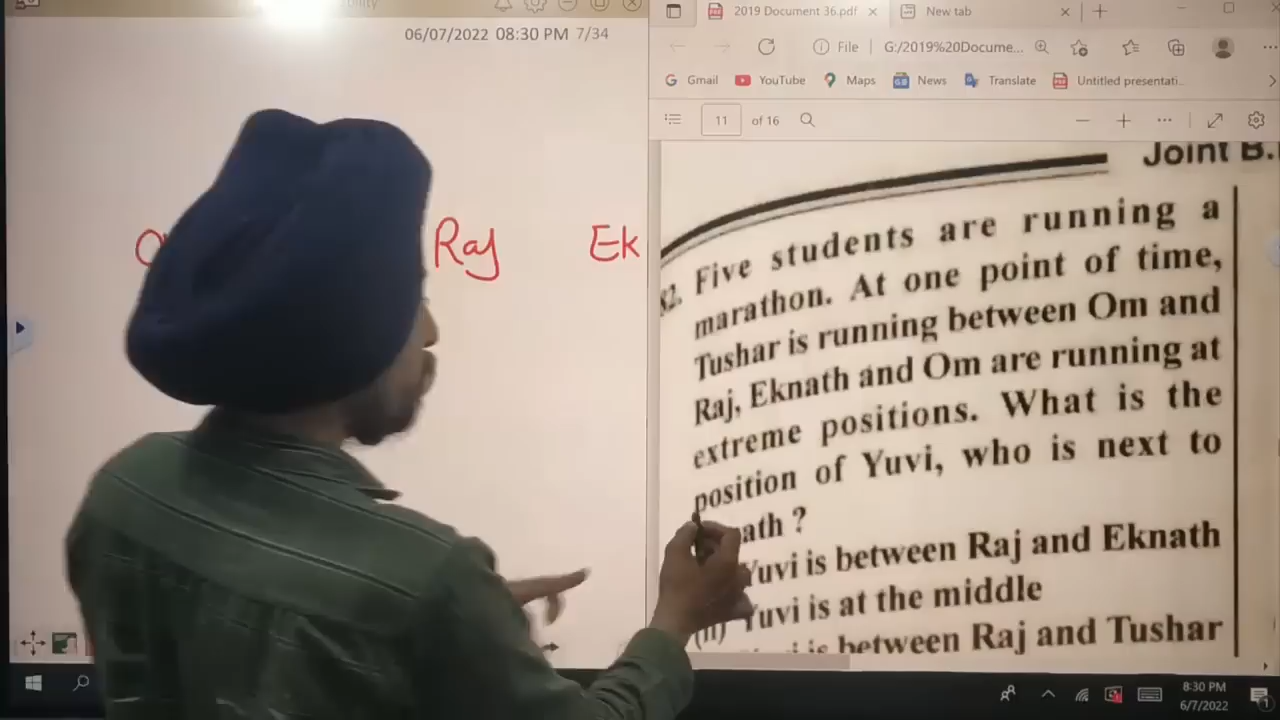 06/07/2022 08:30 PM 7/34
Raj Ek
2019 Document 36.pdf
New tab
File G:/2019%20Docume...
Gmail YouTube Maps News Translate Untitled presentati..
11 of 16
Joint B.
82. Five students are running a
marathon. At one point of time,
Tushar is running between Om and
Raj, Eknath and Om are running at
extreme positions. What is the
position of Yuvi, who is next to
ath ?
Yuvi is between Raj and Eknath
(ii) Yuvi is at the middle
is between Raj and Tushar
8:30 PM
6/7/2022